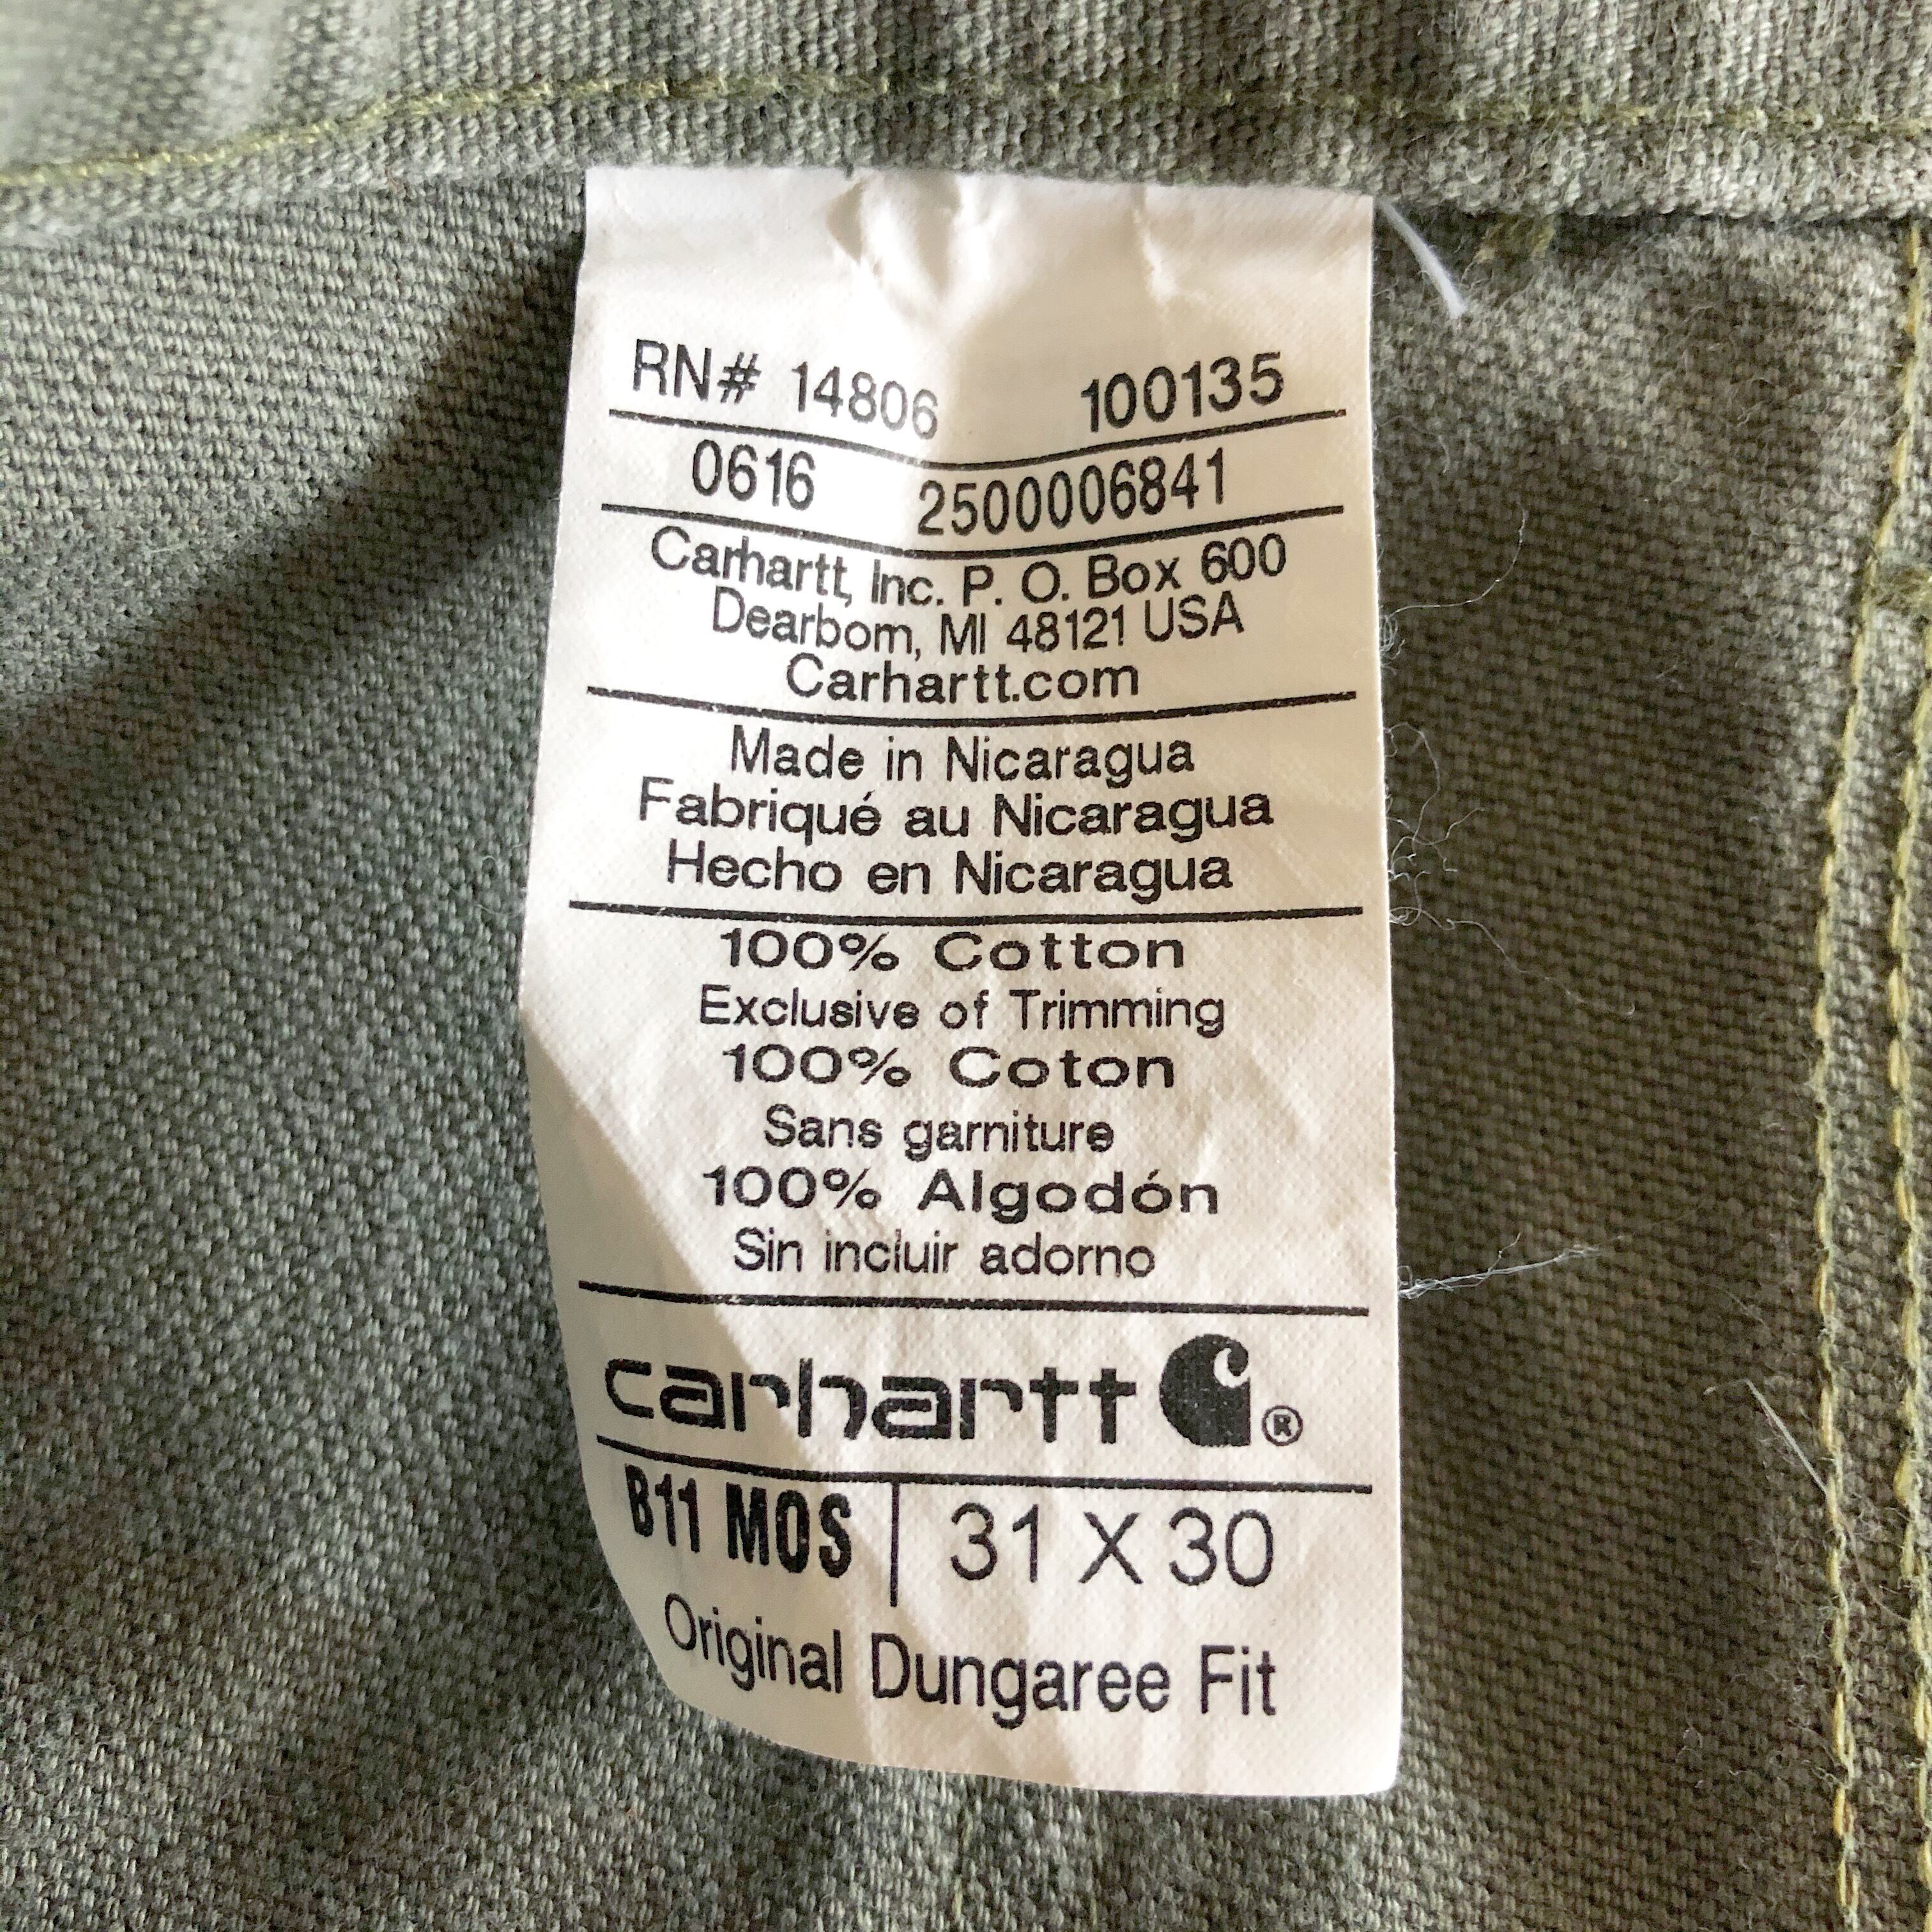 RN# 14806 100135
0616 2500006841
Carhartt, Inc. P. O. Box 600
Dearborn, MI 48121 USA
Carhartt.com
Made in Nicaragua
Fabriqué au Nicaragua
Hecho en Nicaragua
100% Cotton
Exclusive of Trimming
100% Coton
Sans garniture
100% Algodón
Sin incluir adorno
carhartt ®
B11 MOS | 31 X 30
Original Dungaree Fit